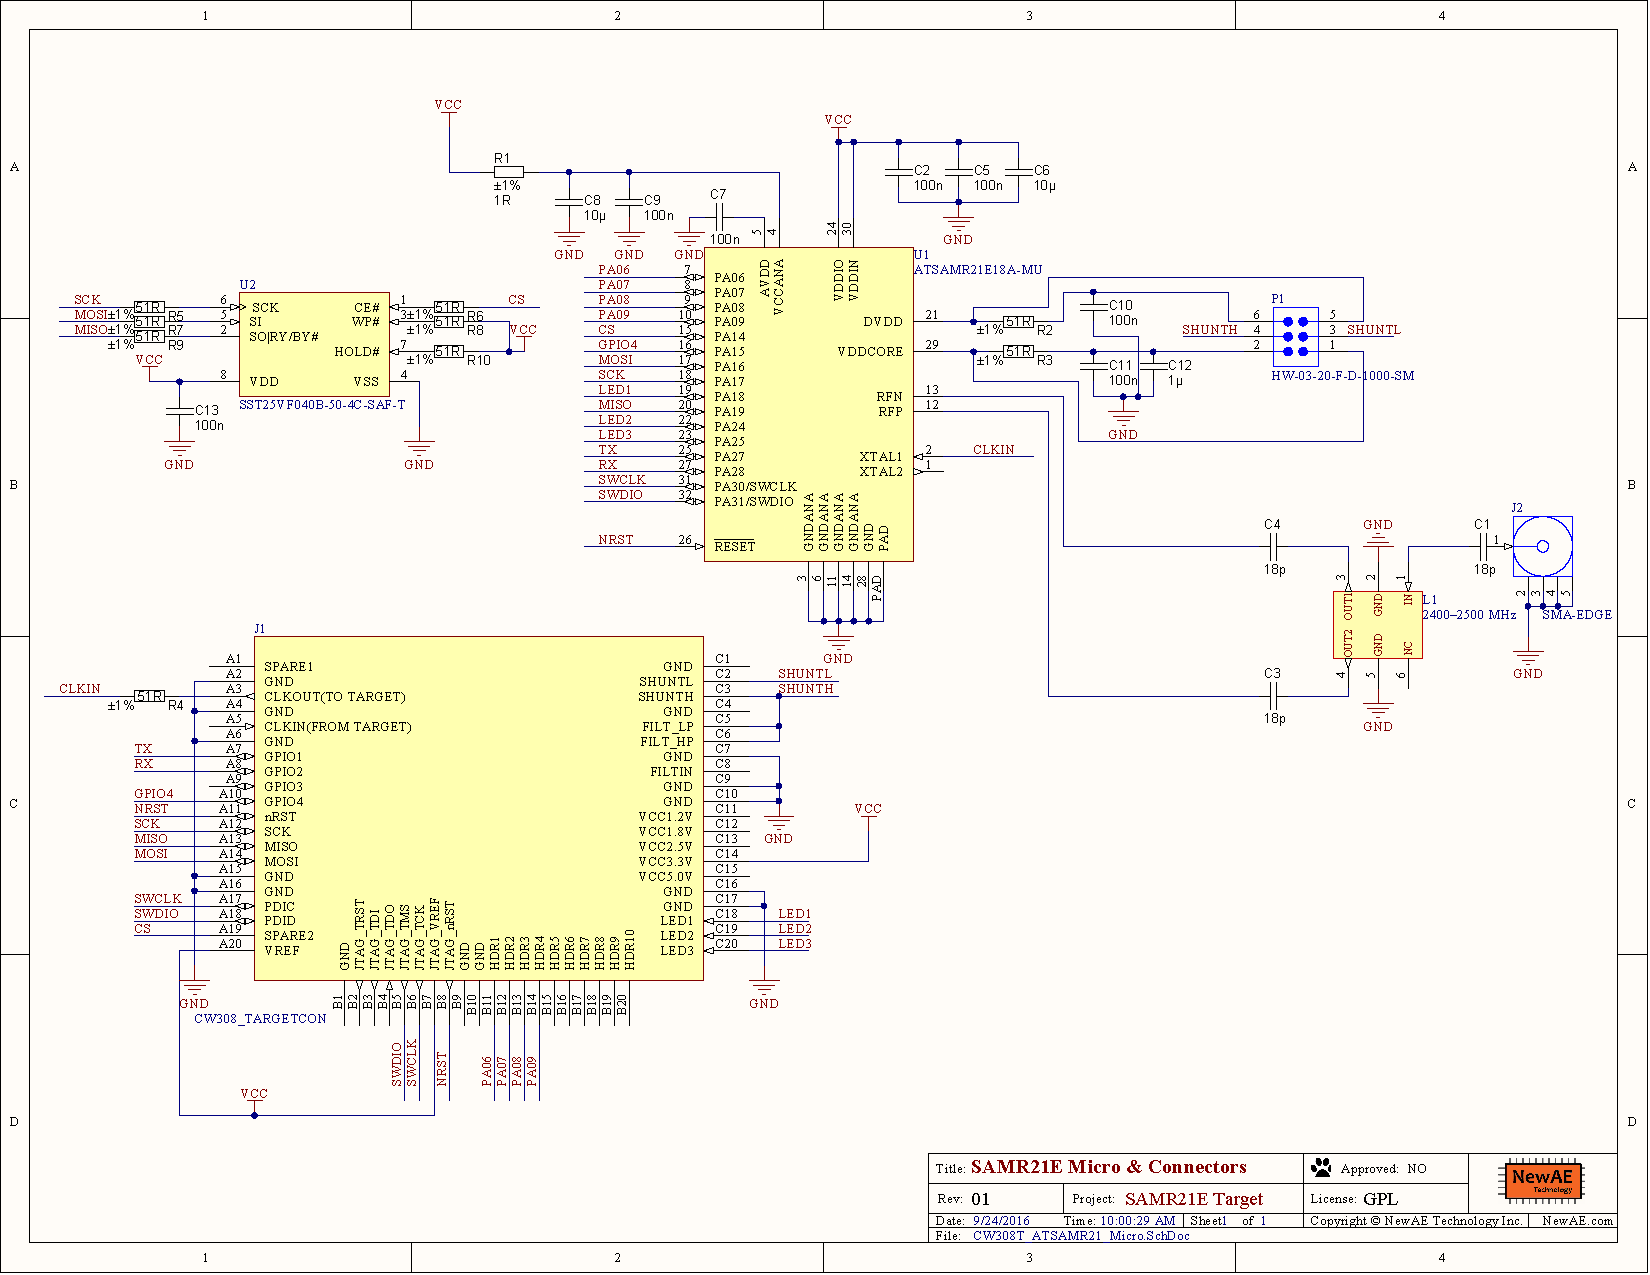 1 2 3 4
A
B
C
D
A
B
C
D
VCC
R1
±1%
1R
C8
10µ
GND
C9
100n
GND
C7
100n
GND
VCC
C2
100n
C5
100n
C6
10µ
GND
U2
SST25VF040B-50-4C-SAF-T
SCK 51R ±1% R5 6 SCK
MOSI 51R ±1% R7 5 SI
MISO 51R ±1% R9 2 SO|RY/BY#
VCC 8 VDD
C13
100n
GND
CE# 1 51R R6 CS
WP# 3 ±1% 51R R8 VCC
HOLD# 7 ±1% 51R R10
VSS 4
GND
U1
ATSAMR21E18A-MU
5 AVDD
4 VCCANA
24 VDDIO
30 VDDIN
PA06 7 PA06
PA07 8 PA07
PA08 9 PA08
PA09 10 PA09
CS 15 PA14
GPIO4 16 PA15
MOSI 17 PA16
SCK 18 PA17
LED1 19 PA18
MISO 20 PA19
LED2 22 PA24
LED3 23 PA25
TX 25 PA27
RX 27 PA28
SWCLK 31 PA30/SWCLK
SWDIO 32 PA31/SWDIO
NRST 26 RESET
DVDD 21
VDDCORE 29
RFN 13
RFP 12
XTAL1 2 CLKIN
XTAL2 1
GNDANA 3
GNDANA 6
GNDANA 11
GNDANA 14
GND 28
PAD PAD
GND
±1% 51R R2
±1% 51R R3
C10
100n
C11
100n
C12
1µ
GND
P1
6 5
SHUNTH 4 3 SHUNTL
2 1
HW-03-20-F-D-1000-SM
C4
18p
C3
18p
GND
C1
18p
J2
1
2 3 4 5
SMA-EDGE
GND
L1
2400–2500 MHz
3 OUT1
2 GND
1 IN
4 OUT2
5 GND
6 NC
GND
J1
CW308_TARGETCON
A1 SPARE1
A2 GND
CLKIN 51R ±1% R4 A3 CLKOUT(TO TARGET)
A4 GND
A5 CLKIN(FROM TARGET)
A6 GND
TX A7 GPIO1
RX A8 GPIO2
A9 GPIO3
GPIO4 A10 GPIO4
NRST A11 nRST
SCK A12 SCK
MISO A13 MISO
MOSI A14 MOSI
A15 GND
A16 GND
SWCLK A17 PDIC
SWDIO A18 PDID
CS A19 SPARE2
A20 VREF
GND
GND C1
SHUNTL C2 SHUNTL
SHUNTH C3 SHUNTH
GND C4
FILT_LP C5
FILT_HP C6
GND C7
FILTIN C8
GND C9
GND C10
VCC1.2V C11
VCC1.8V C12
VCC2.5V C13
VCC3.3V C14
VCC5.0V C15
GND C16
GND C17
LED1 C18 LED1
LED2 C19 LED2
LED3 C20 LED3
GND
VCC
GND
GND B1
JTAG_TRST B2
JTAG_TDI B3
JTAG_TDO B4
JTAG_TMS B5 SWDIO
JTAG_TCK B6 SWCLK
JTAG_VREF B7
JTAG_nRST B8 NRST
GND B9
GND B10
HDR1 B11 PA06
HDR2 B12 PA07
HDR3 B13 PA08
HDR4 B14 PA09
HDR5 B15
HDR6 B16
HDR7 B17
HDR8 B18
HDR9 B19
HDR10 B20
VCC
Title: SAMR21E Micro & Connectors
Approved: NO
Rev: 01
Project: SAMR21E Target
License: GPL
NewAE
Technology
Date: 9/24/2016 Time: 10:00:29 AM Sheet1 of 1
Copyright © NewAE Technology Inc. NewAE.com
File: CW308T_ATSAMR21_Micro.SchDoc
1 2 3 4